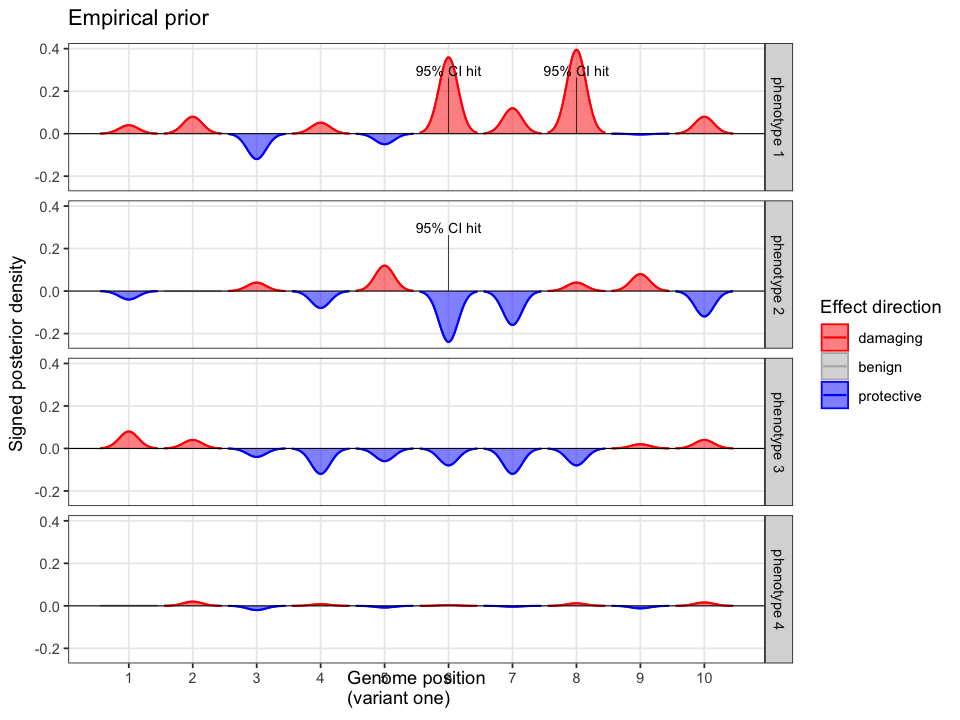 Empirical prior
0.4
0.2
0.0
-0.2
95% CI hit
95% CI hit
phenotype 1
0.4
0.2
0.0
-0.2
95% CI hit
phenotype 2
0.4
0.2
0.0
-0.2
phenotype 3
0.4
0.2
0.0
-0.2
phenotype 4
Signed posterior density
1 2 3 4 5 6 7 8 9 10
Genome position
(variant one)
Effect direction
damaging
benign
protective